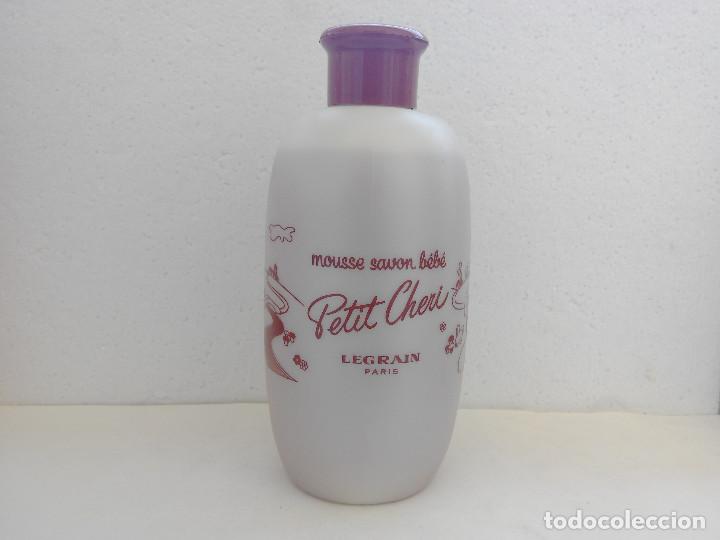 mousse savon bébé
Petit Cheri
LEGRAIN
PARIS
todocoleccion